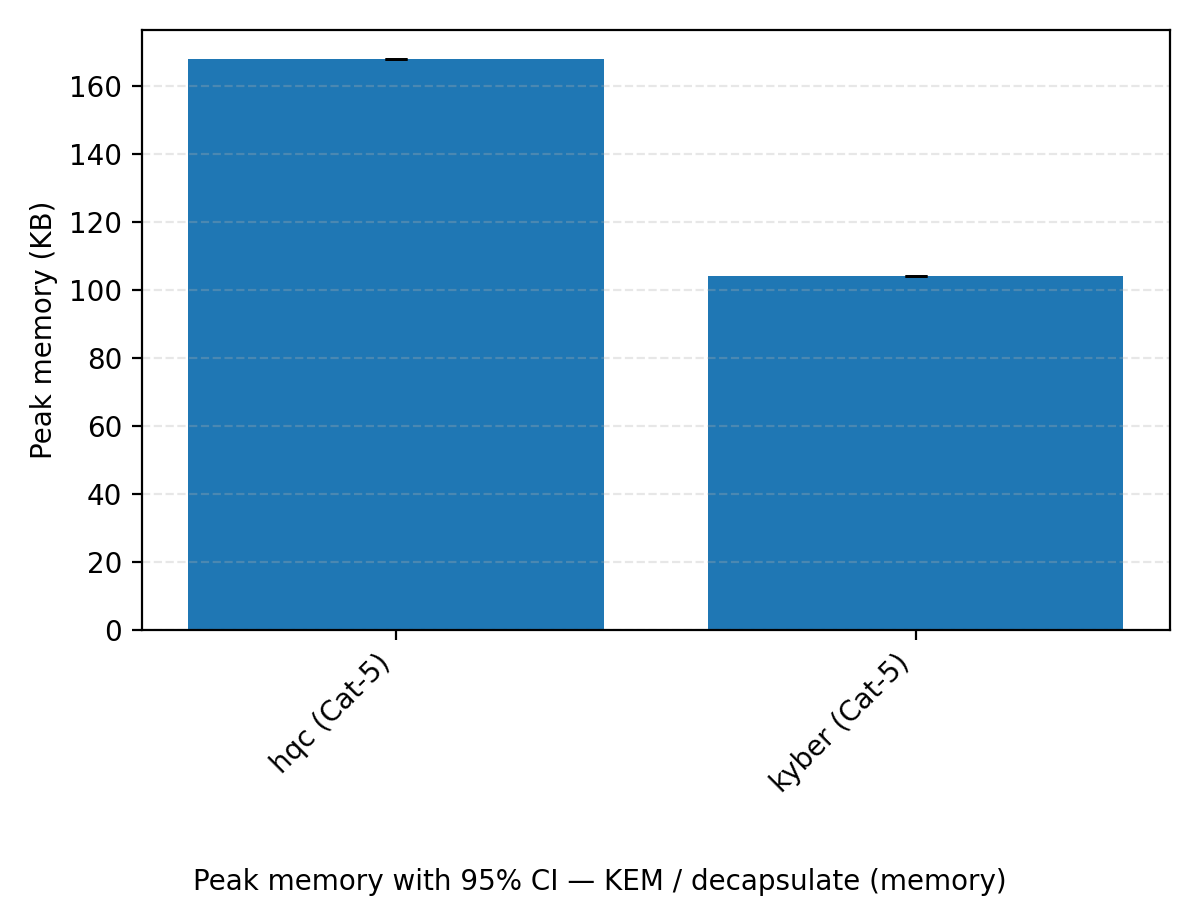 Peak memory (KB)
160
140
120
100
80
60
40
20
0
hqc (Cat-5)
kyber (Cat-5)
Peak memory with 95% CI — KEM / decapsulate (memory)